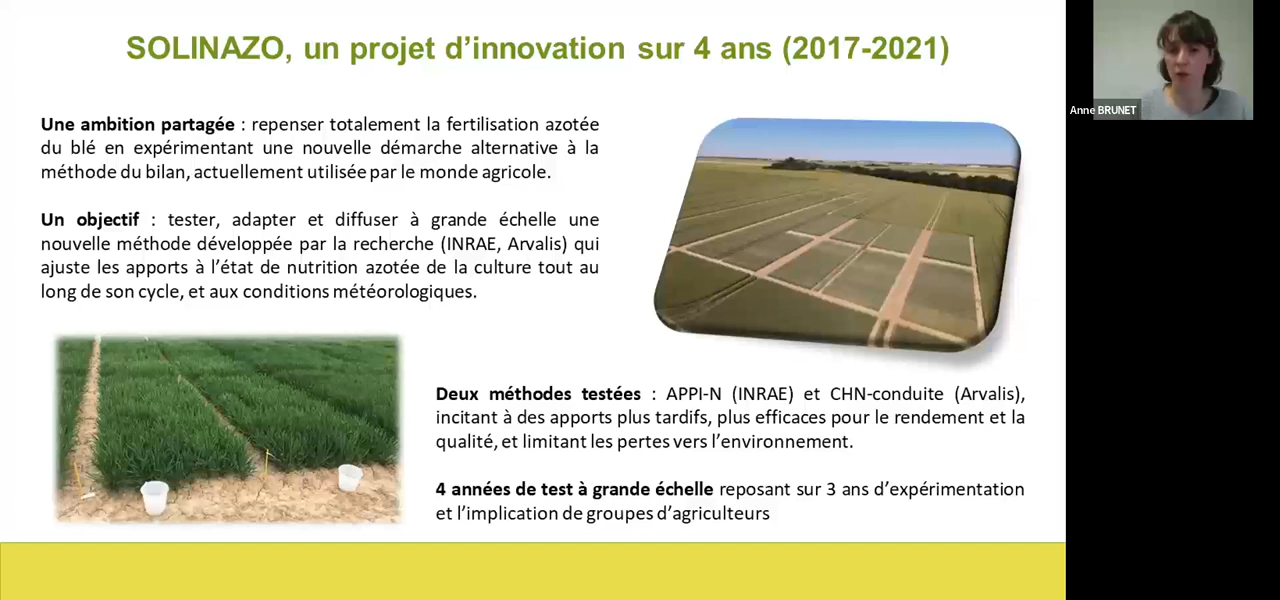 SOLINAZO, un projet d’innovation sur 4 ans (2017-2021)
Anne BRUNET
Une ambition partagée : repenser totalement la fertilisation azotée
du blé en expérimentant une nouvelle démarche alternative à la
méthode du bilan, actuellement utilisée par le monde agricole.
Un objectif : tester, adapter et diffuser à grande échelle une
nouvelle méthode développée par la recherche (INRAE, Arvalis) qui
ajuste les apports à l’état de nutrition azotée de la culture tout au
long de son cycle, et aux conditions météorologiques.
Deux méthodes testées : APPI-N (INRAE) et CHN-conduite (Arvalis),
incitant à des apports plus tardifs, plus efficaces pour le rendement et la
qualité, et limitant les pertes vers l’environnement.
4 années de test à grande échelle reposant sur 3 ans d’expérimentation
et l’implication de groupes d’agriculteurs